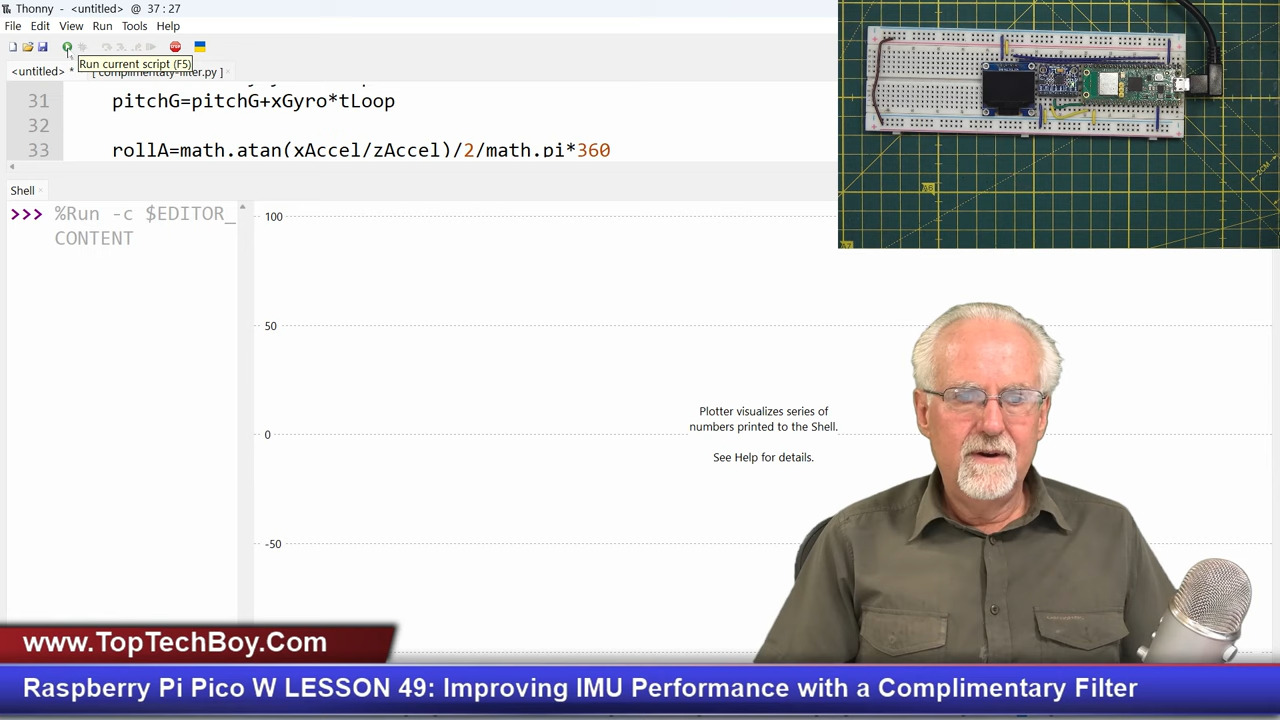 Thonny - <untitled> @ 37 : 27
File Edit View Run Tools Help
Run current script (F5)
<untitled> *
[ complimentaty-filter.py ]
31 pitchG=pitchG+xGyro*tLoop
32
33 rollA=math.atan(xAccel/zAccel)/2/math.pi*360
Shell
>>> %Run -c $EDITOR_
CONTENT
100
50
0
-50
Plotter visualizes series of
numbers printed to the Shell.
See Help for details.
www.TopTechBoy.Com
Raspberry Pi Pico W LESSON 49: Improving IMU Performance with a Complimentary Filter